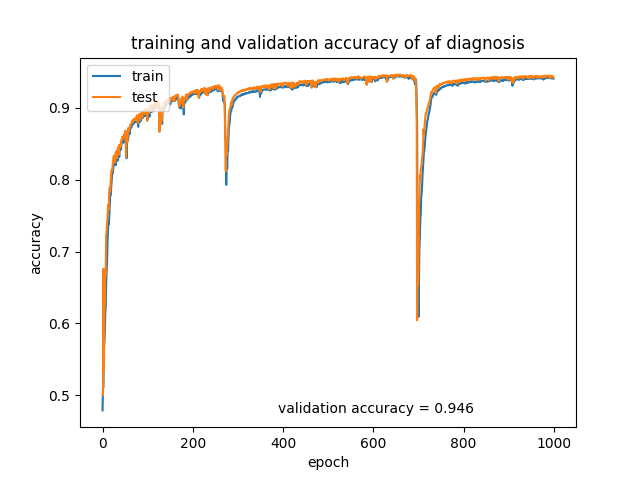 training and validation accuracy of af diagnosis
train
test
0.9
0.8
0.7
0.6
0.5
accuracy
validation accuracy = 0.946
0 200 400 600 800 1000
epoch